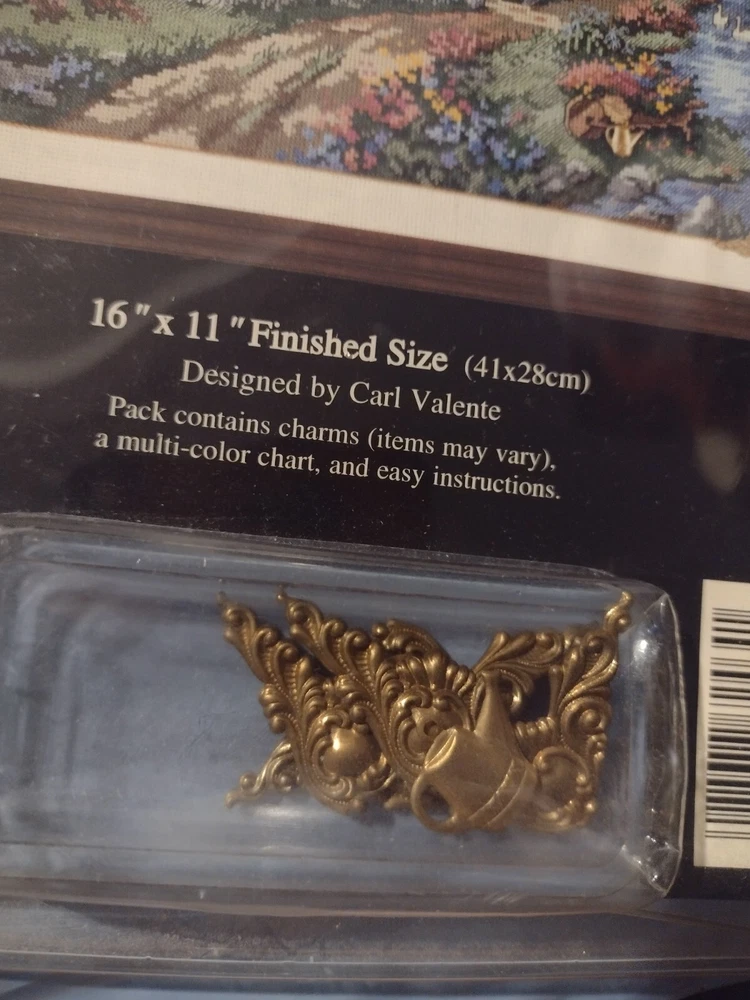 16" x 11" Finished Size (41x28cm)
Designed by Carl Valente
Pack contains charms (items may vary),
a multi-color chart, and easy instructions.